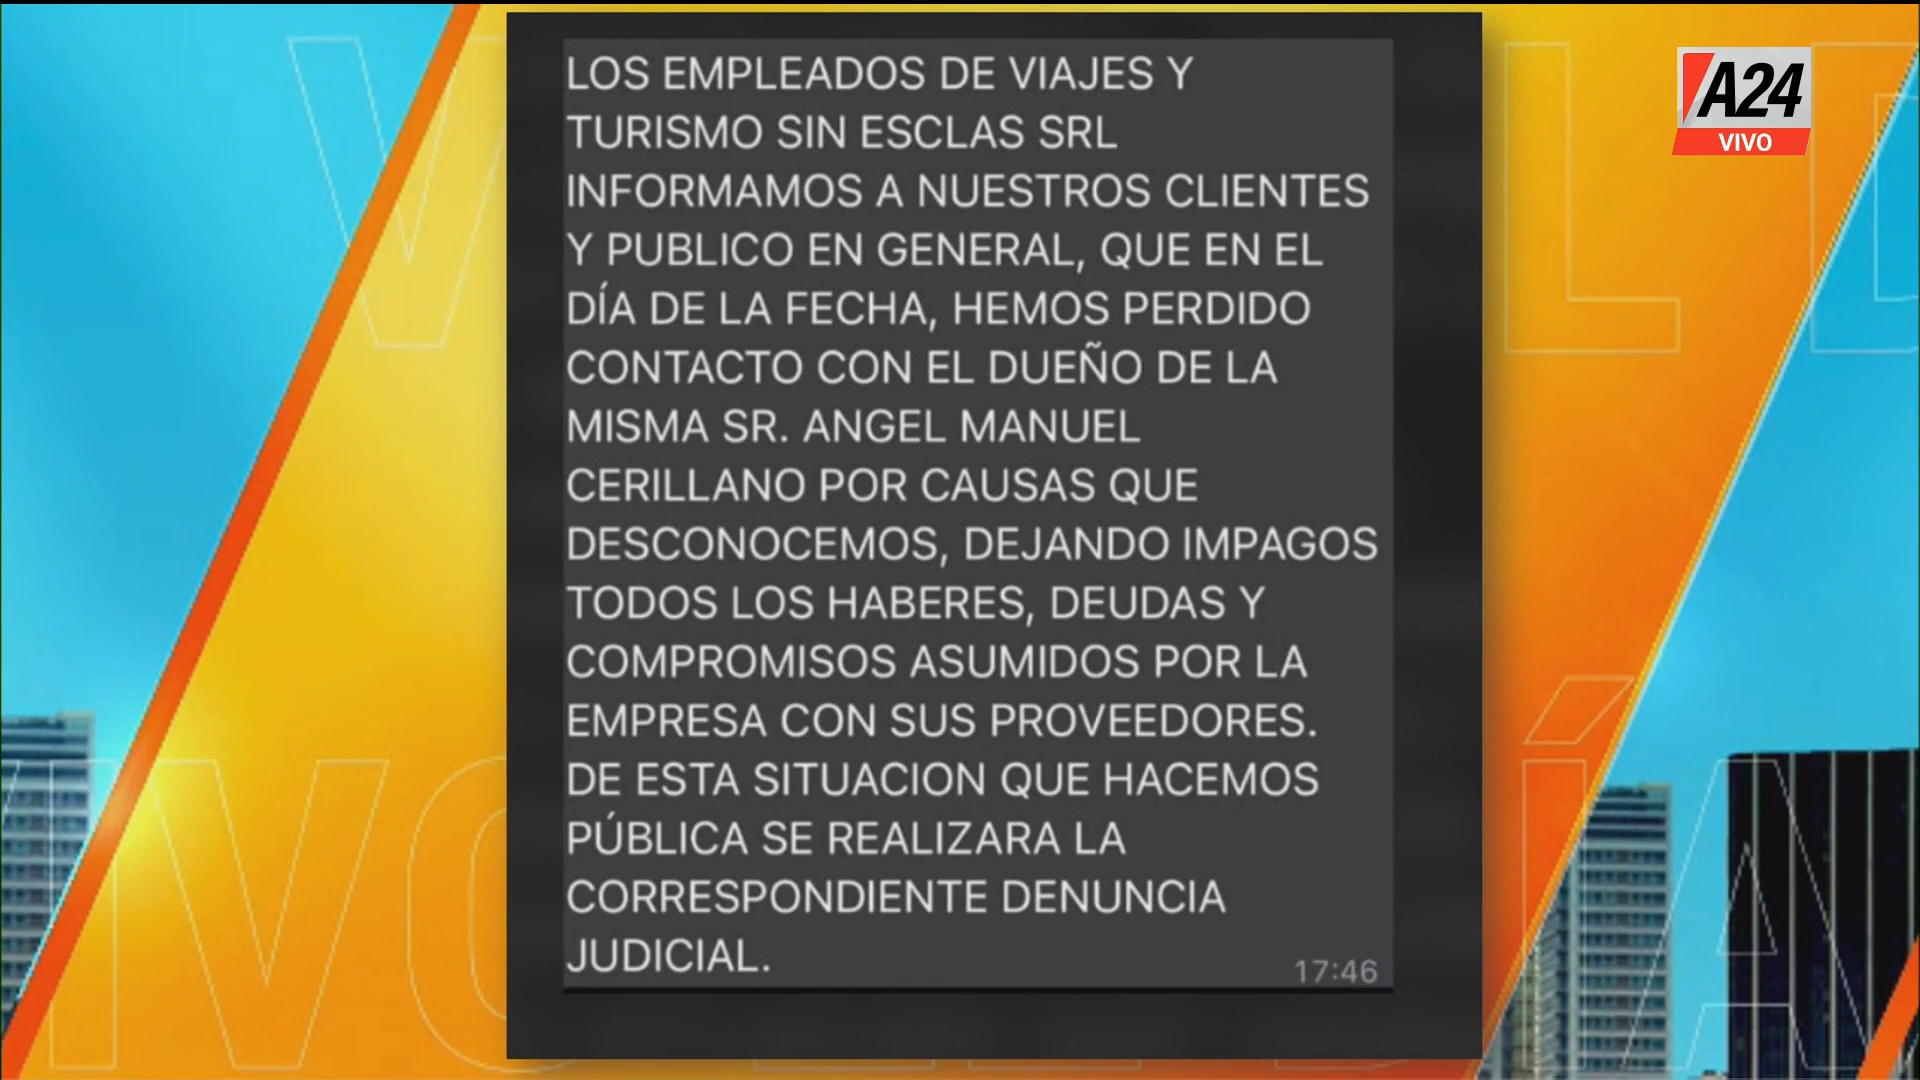 LOS EMPLEADOS DE VIAJES Y
TURISMO SIN ESCLAS SRL
INFORMAMOS A NUESTROS CLIENTES
Y PUBLICO EN GENERAL, QUE EN EL
DÍA DE LA FECHA, HEMOS PERDIDO
CONTACTO CON EL DUEÑO DE LA
MISMA SR. ANGEL MANUEL
CERILLANO POR CAUSAS QUE
DESCONOCEMOS, DEJANDO IMPAGOS
TODOS LOS HABERES, DEUDAS Y
COMPROMISOS ASUMIDOS POR LA
EMPRESA CON SUS PROVEEDORES.
DE ESTA SITUACION QUE HACEMOS
PÚBLICA SE REALIZARA LA
CORRESPONDIENTE DENUNCIA
JUDICIAL.
17:46
A24
VIVO